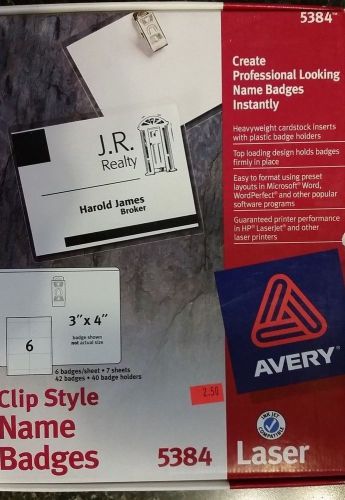 5384™
Create
Professional Looking
Name Badges
Instantly
Heavyweight cardstock inserts
with plastic badge holders
Top loading design holds badges
firmly in place
Easy to format using preset
layouts in Microsoft® Word,
WordPerfect® and other popular
software programs
Guaranteed printer performance
in HP® LaserJet® and other
laser printers
J.R.
Realty
Harold James
Broker
3" x 4"
badge shown
not actual size
6
6 badges/sheet • 7 sheets
42 badges • 40 badge holders
AVERY®
2.50
Clip Style
Name
Badges
5384
INK JET
COMPATIBLE
Laser